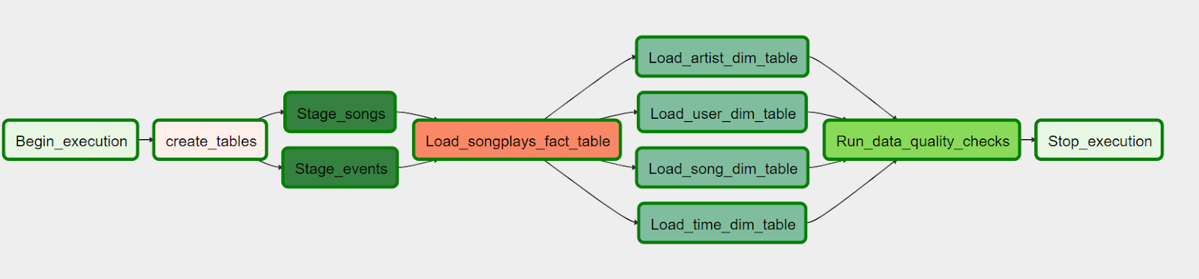 Begin_execution
create_tables
Stage_songs
Stage_events
Load_songplays_fact_table
Load_artist_dim_table
Load_user_dim_table
Load_song_dim_table
Load_time_dim_table
Run_data_quality_checks
Stop_execution